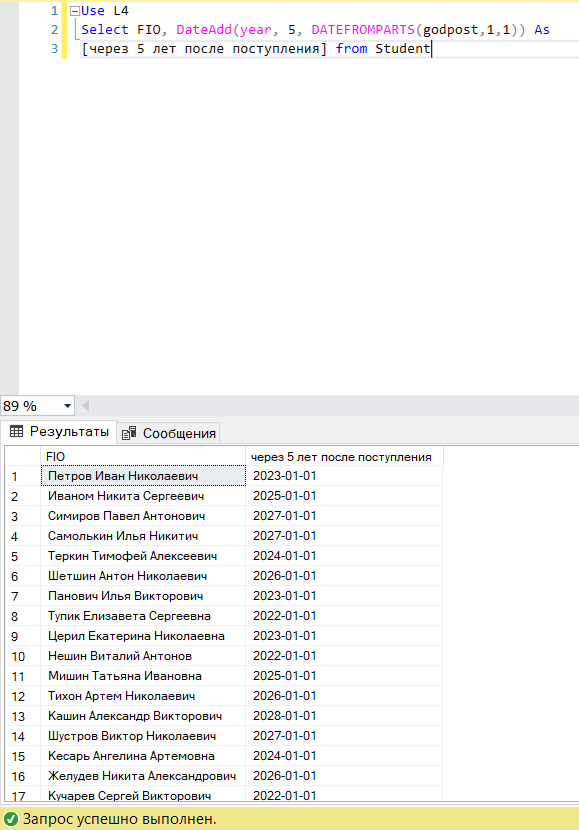 1 Use L4
2 Select FIO, DateAdd(year, 5, DATEFROMPARTS(godpost,1,1)) As
3 [через 5 лет после поступления] from Student
89 %
Результаты Сообщения
FIO через 5 лет после поступления
1 Петров Иван Николаевич 2023-01-01
2 Иваном Никита Сергеевич 2025-01-01
3 Симиров Павел Антонович 2027-01-01
4 Самолькин Илья Никитич 2027-01-01
5 Теркин Тимофей Алексеевич 2024-01-01
6 Шетшин Антон Николаевич 2026-01-01
7 Панович Илья Викторович 2023-01-01
8 Тупик Елизавета Сергеевна 2022-01-01
9 Церил Екатерина Николаевна 2023-01-01
10 Нешин Виталий Антонов 2022-01-01
11 Мишин Татьяна Ивановна 2025-01-01
12 Тихон Артем Николаевич 2026-01-01
13 Кашин Александр Викторович 2028-01-01
14 Шустров Виктор Николаевич 2027-01-01
15 Кесарь Ангелина Артемовна 2024-01-01
16 Желудев Никита Александрович 2026-01-01
17 Кучарев Сергей Викторович 2022-01-01
Запрос успешно выполнен.